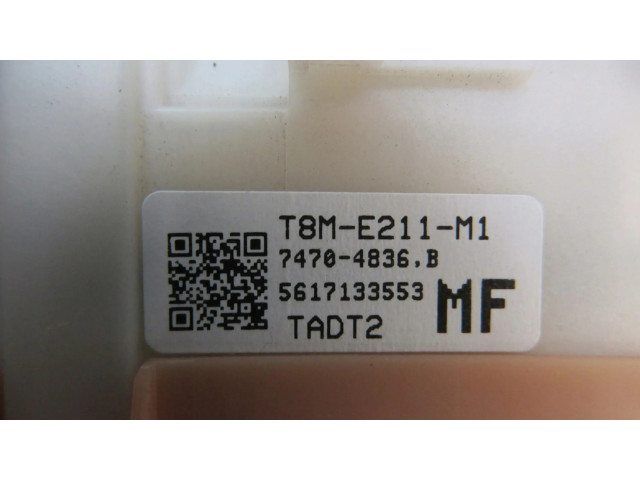 T8M-E211-M1
7470-4836.B
5617133553
MF
TADT2